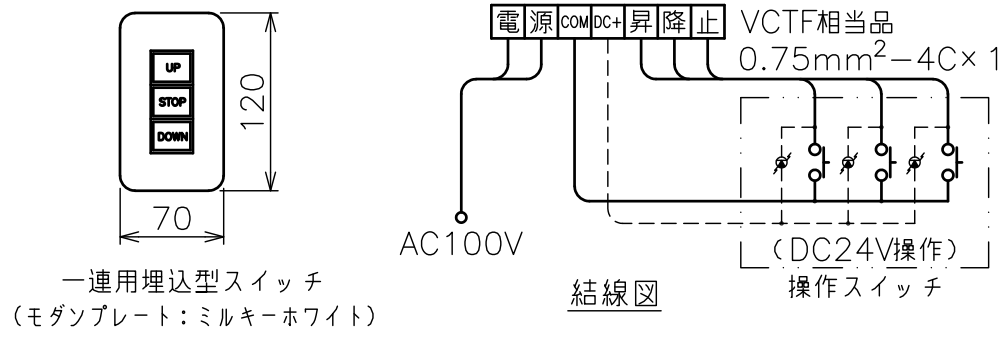 UP
STOP
DOWN
120
70
一連用埋込型スイッチ
(モダンプレート:ミルキーホワイト)
電 源 COM DC+ 昇 降 止
VCTF相当品
0.75mm²-4C×1
AC100V
(DC24V操作)
操作スイッチ
結線図